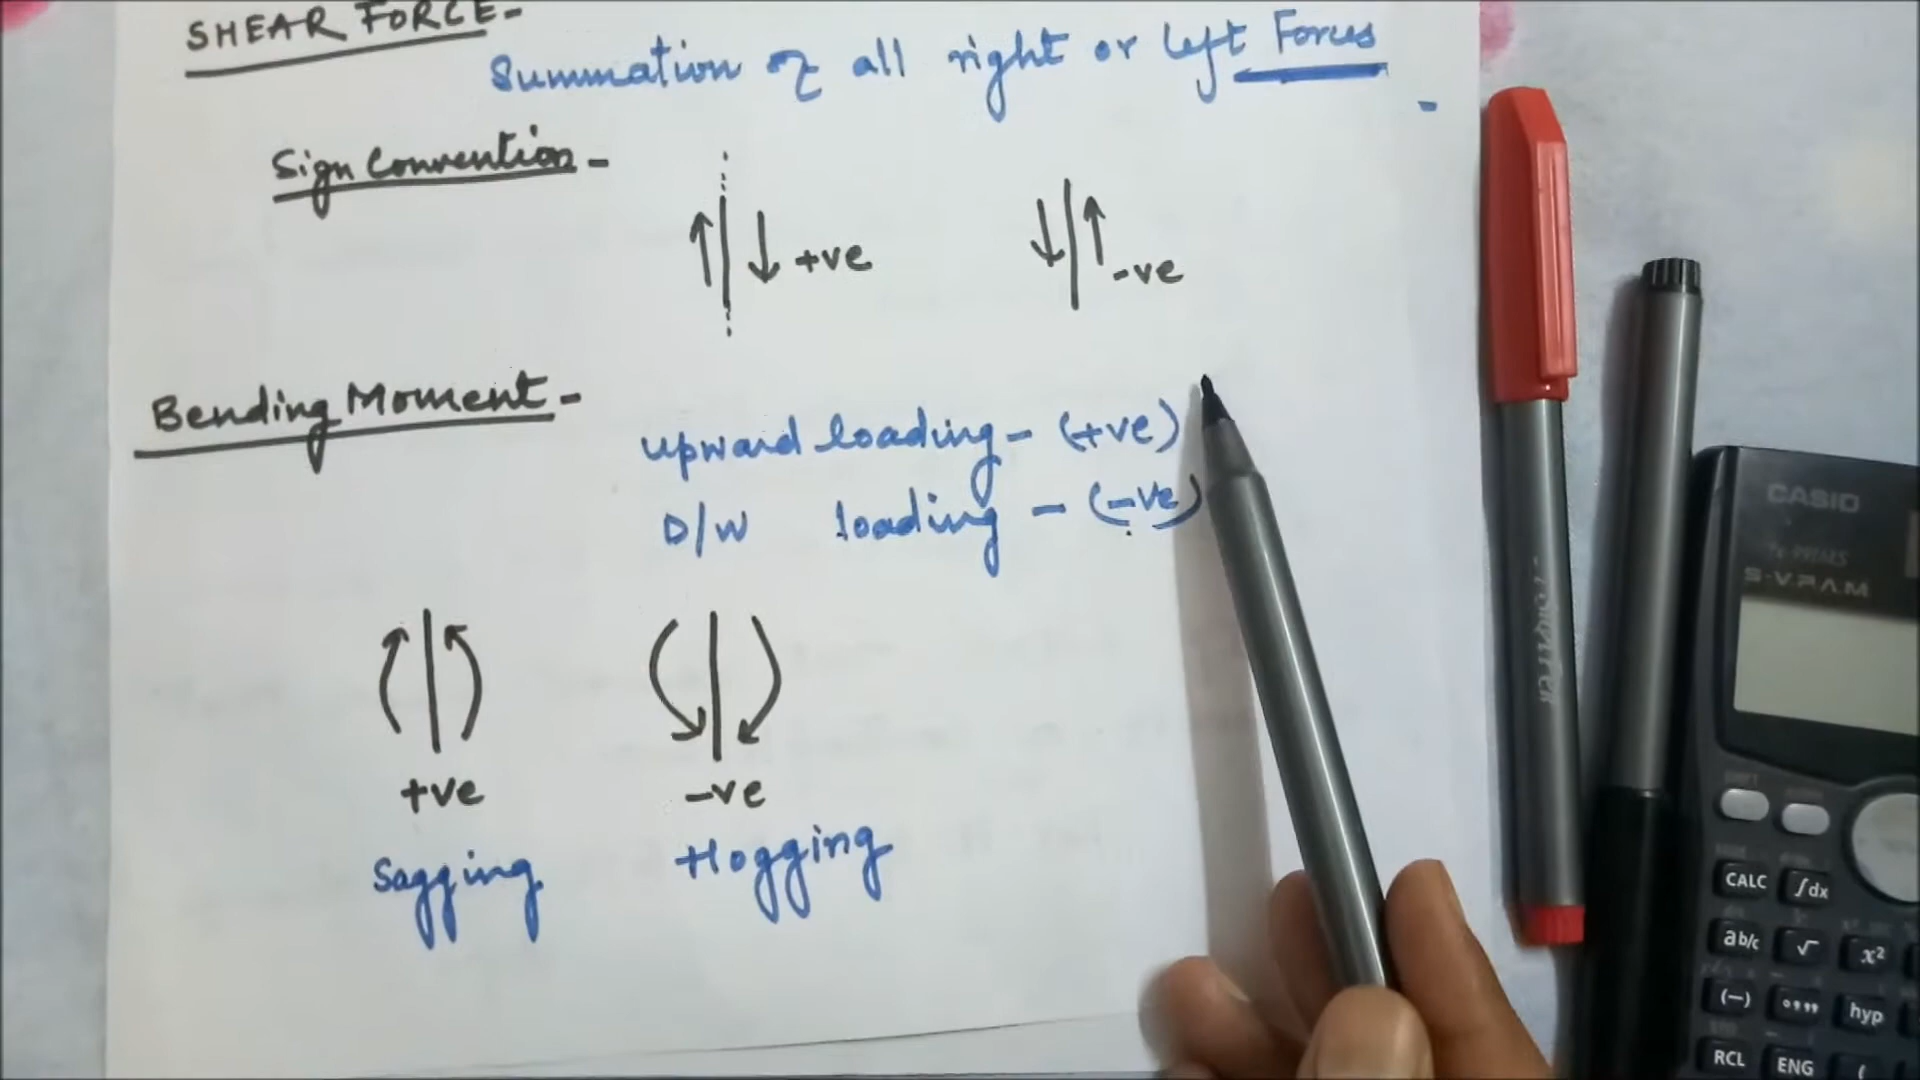 SHEAR FORCE-
Summation of all right or left Forces
Sign Convention -
+ve
-ve
Bending Moment -
upward loading - (+ve)
D/W loading - (-ve)
+ve
-ve
Sagging
Hogging
CASIO
S-V.P.A.M.
CALC ∫dx
ab/c √ x²
(-) °,,, hyp
RCL ENG (